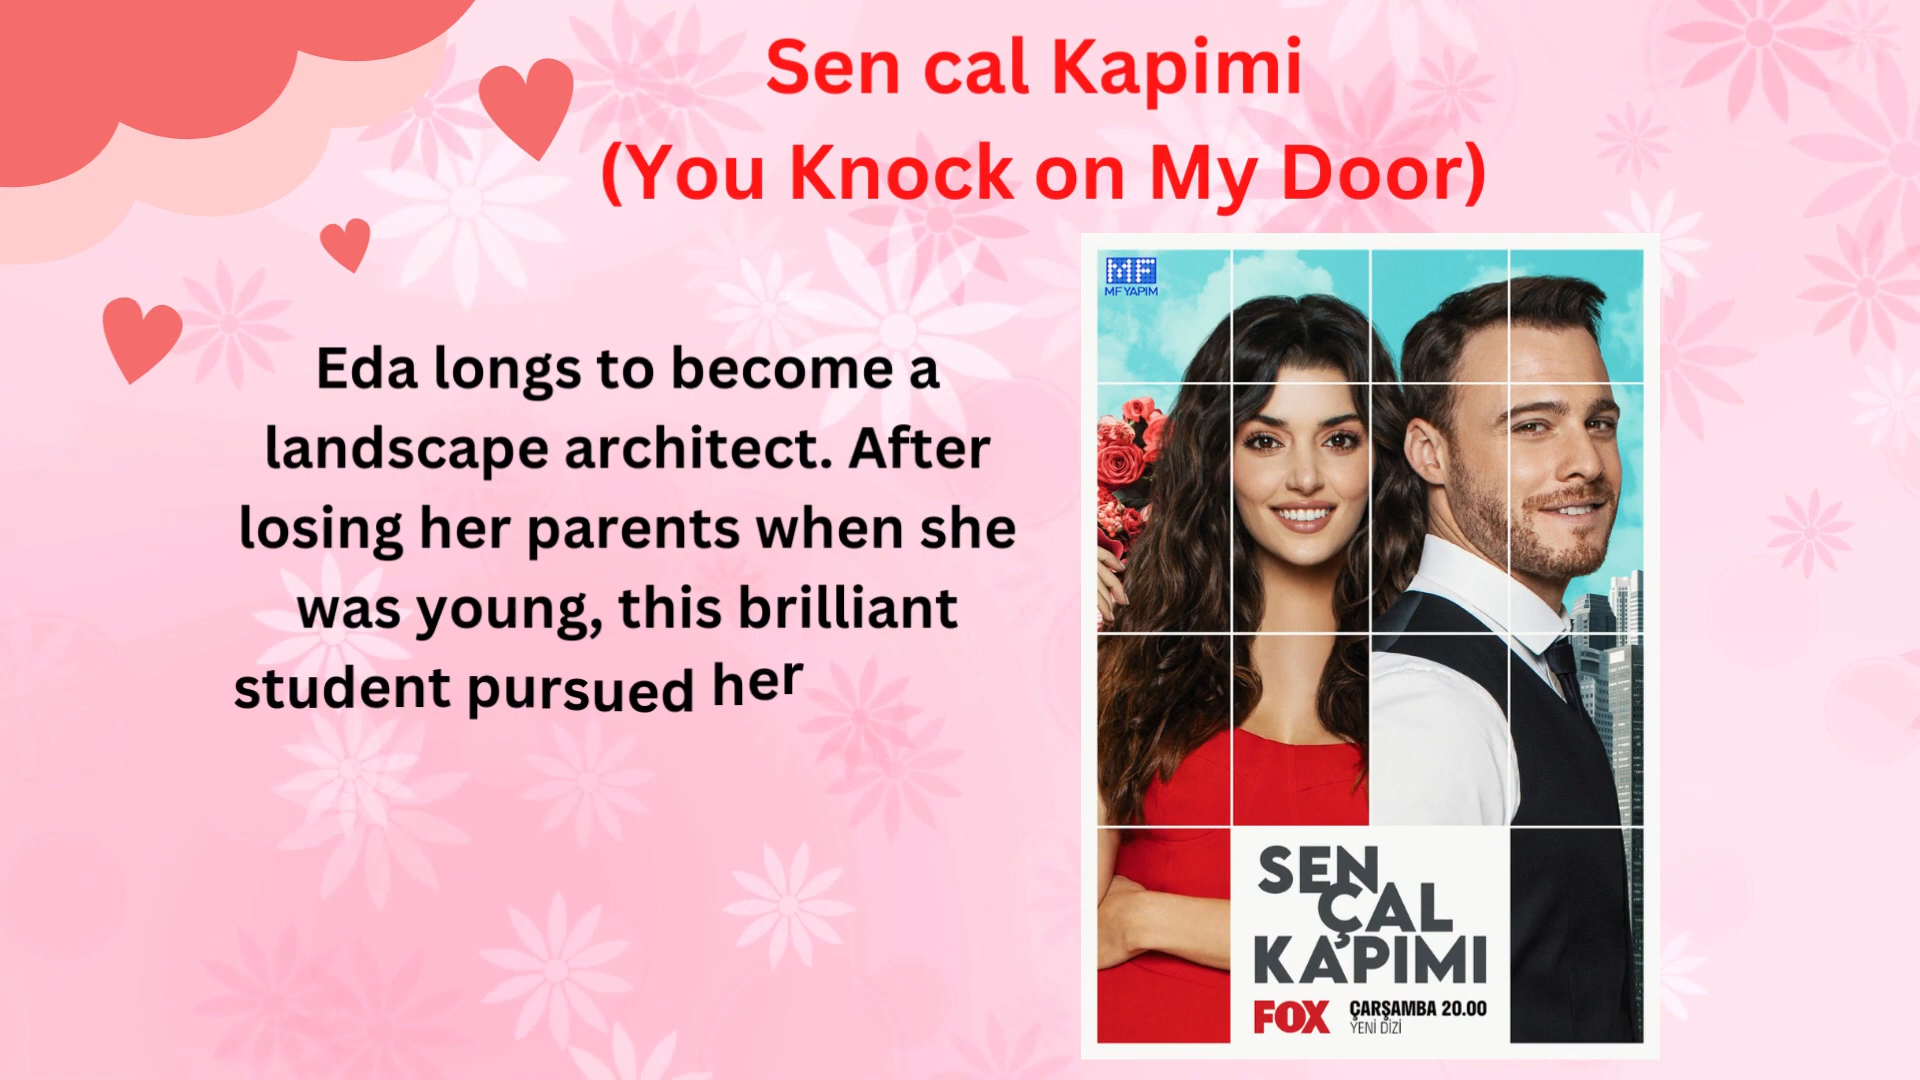 Sen cal Kapimi
(You Knock on My Door)
Eda longs to become a
landscape architect. After
losing her parents when she
was young, this brilliant
student pursued her
MF
MF YAPIM
SEN
ÇAL
KAPIMI
FOX ÇARŞAMBA 20.00
YENİ DİZİ